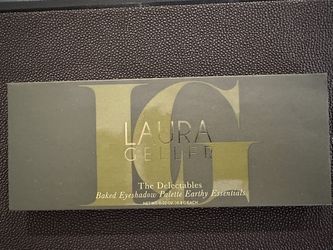 LG
LAURA
GELLER
The Delectables
Baked Eyeshadow Palette Earthy Essentials